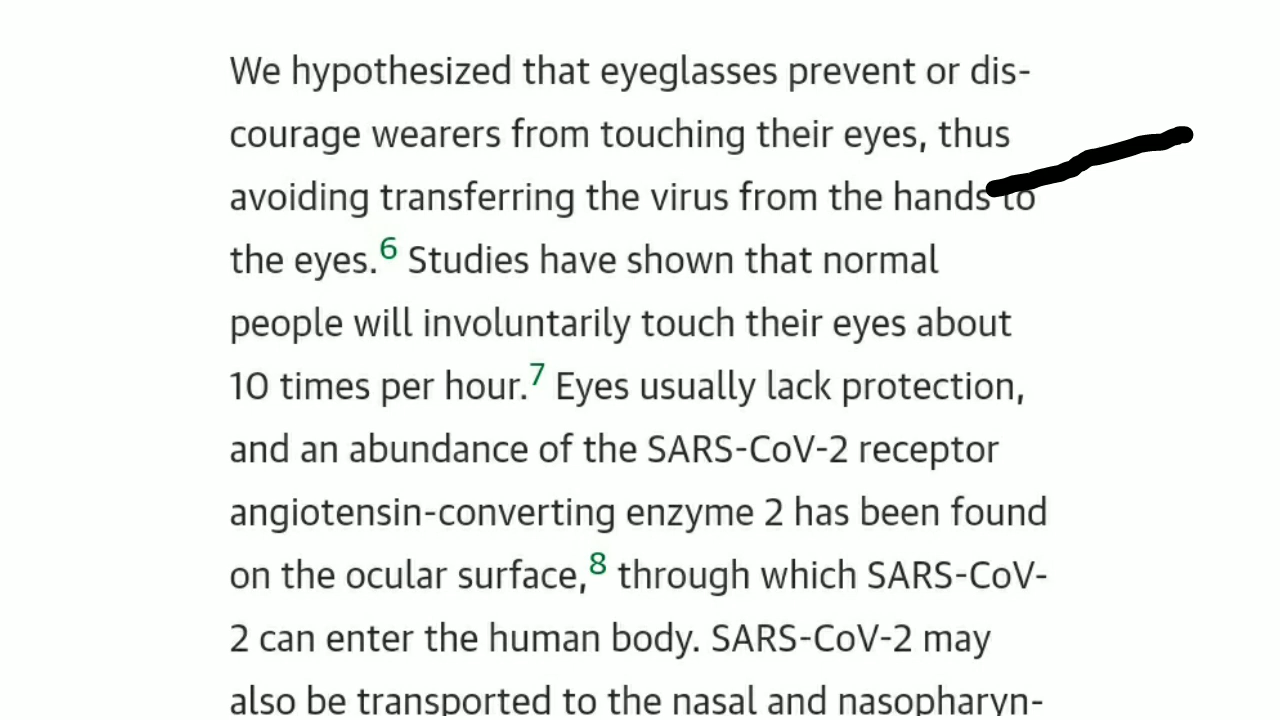 We hypothesized that eyeglasses prevent or dis-
courage wearers from touching their eyes, thus
avoiding transferring the virus from the hands to
the eyes.6 Studies have shown that normal
people will involuntarily touch their eyes about
10 times per hour.7 Eyes usually lack protection,
and an abundance of the SARS-CoV-2 receptor
angiotensin-converting enzyme 2 has been found
on the ocular surface,8 through which SARS-CoV-
2 can enter the human body. SARS-CoV-2 may
also be transported to the nasal and nasopharyn-